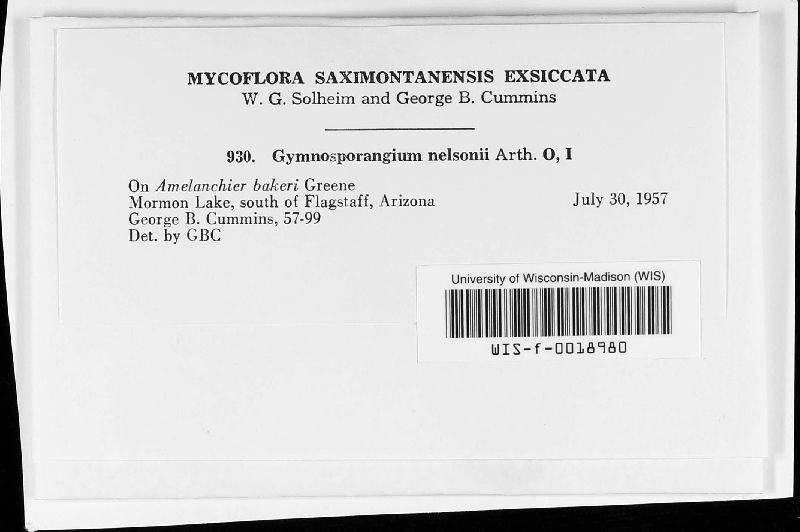 MYCOFLORA SAXIMONTANENSIS EXSICCATA
W. G. Solheim and George B. Cummins
930. Gymnosporangium nelsonii Arth. O, I
On Amelanchier bakeri Greene
Mormon Lake, south of Flagstaff, Arizona July 30, 1957
George B. Cummins, 57-99
Det. by GBC
University of Wisconsin-Madison (WIS)
WIS-f-0018980